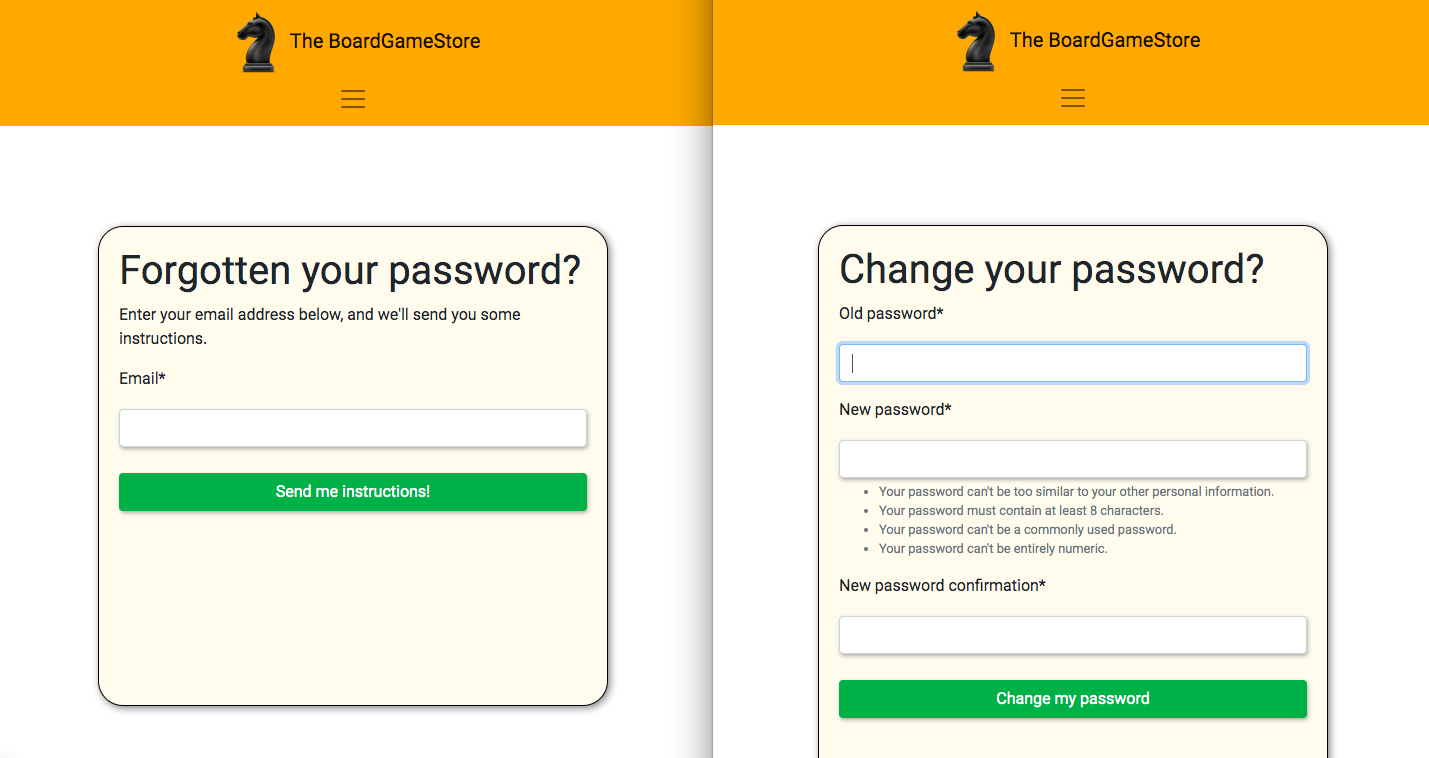 The BoardGameStore
Forgotten your password?
Enter your email address below, and we'll send you some
instructions.
Email*
Send me instructions!
The BoardGameStore
Change your password?
Old password*
New password*
Your password can't be too similar to your other personal information.
Your password must contain at least 8 characters.
Your password can't be a commonly used password.
Your password can't be entirely numeric.
New password confirmation*
Change my password